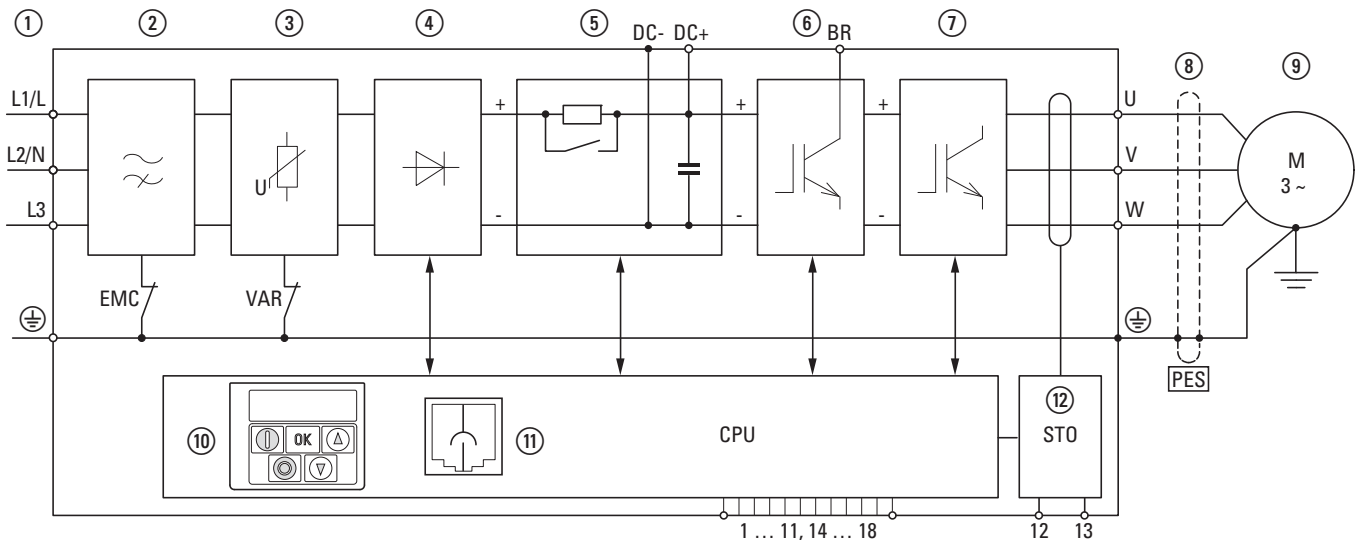 ① ② ③ ④ ⑤ DC- DC+ ⑥ BR ⑦ ⑧ ⑨
L1/L + + + U
L2/N U V M 3 ~
L3 - - - W
EMC VAR
PES
⑩ OK ⑪ CPU ⑫ STO
1 … 11, 14 … 18 12 13